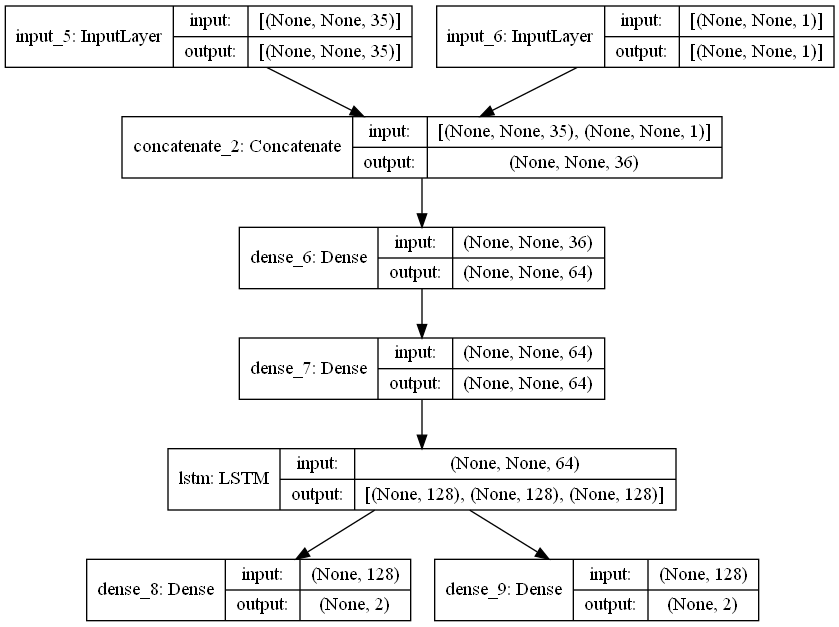 input_5: InputLayer
input: [(None, None, 35)]
output: [(None, None, 35)]
input_6: InputLayer
input: [(None, None, 1)]
output: [(None, None, 1)]
concatenate_2: Concatenate
input: [(None, None, 35), (None, None, 1)]
output: (None, None, 36)
dense_6: Dense
input: (None, None, 36)
output: (None, None, 64)
dense_7: Dense
input: (None, None, 64)
output: (None, None, 64)
lstm: LSTM
input: (None, None, 64)
output: [(None, 128), (None, 128), (None, 128)]
dense_8: Dense
input: (None, 128)
output: (None, 2)
dense_9: Dense
input: (None, 128)
output: (None, 2)